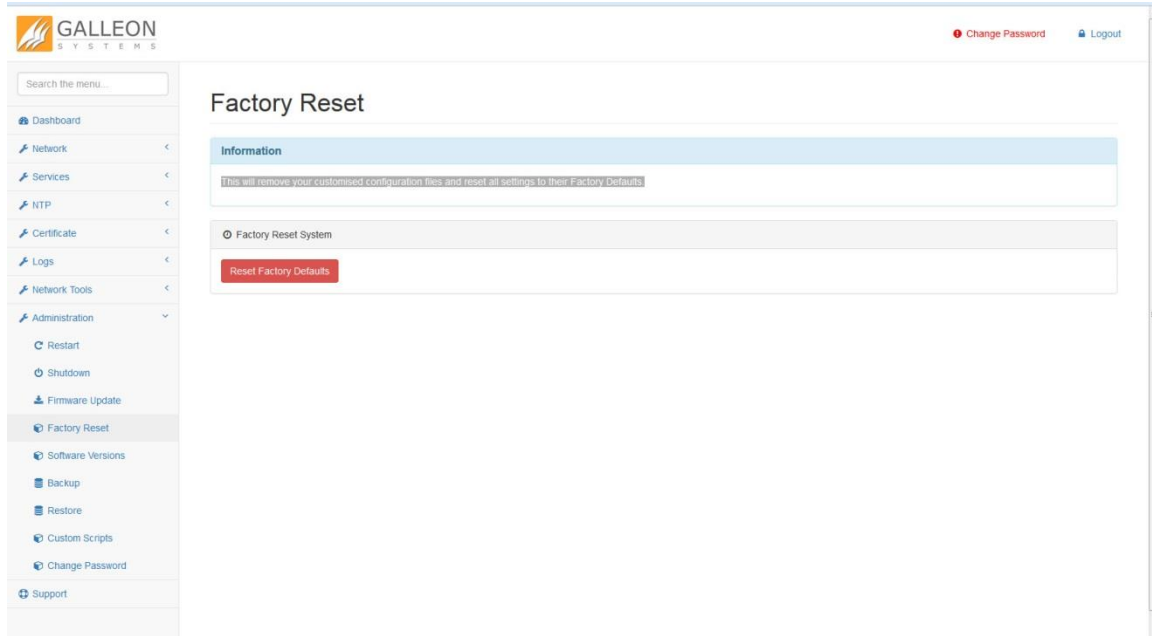 GALLEON
SYSTEMS
Change Password
Logout
Search the menu...
Dashboard
Network
Services
NTP
Certificate
Logs
Network Tools
Administration
Restart
Shutdown
Firmware Update
Factory Reset
Software Versions
Backup
Restore
Custom Scripts
Change Password
Support
Factory Reset
Information
This will remove your customised configuration files and reset all settings to their Factory Defaults.
Factory Reset System
Reset Factory Defaults